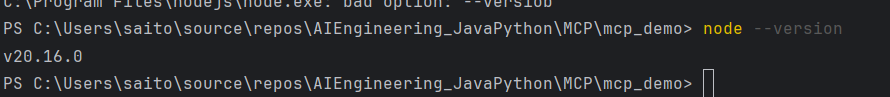 C:\Program Files\nodejs\node.exe: bad option: --versiob
PS C:\Users\saito\source\repos\AIEngineering_JavaPython\MCP\mcp_demo> node --version
v20.16.0
PS C:\Users\saito\source\repos\AIEngineering_JavaPython\MCP\mcp_demo>